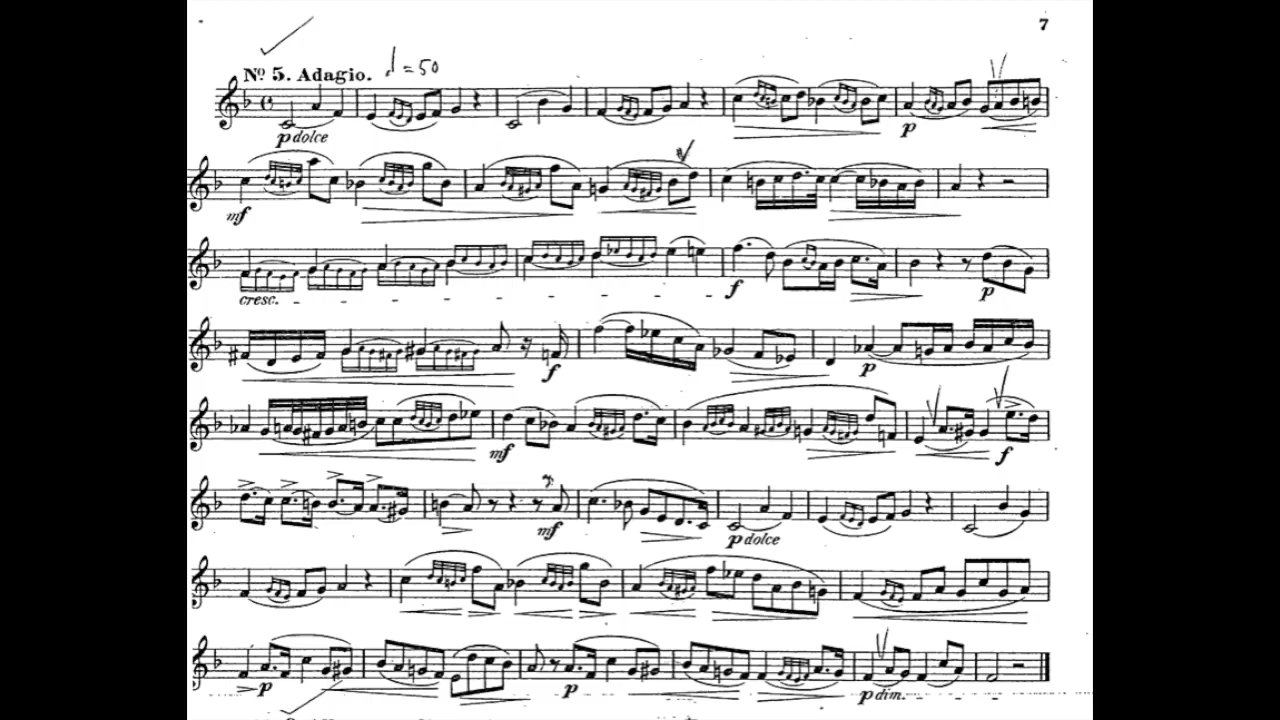 7
Nº 5. Adagio. ♩=50
p dolce
p
mf
cresc.
f
p
f
p
mf
f
mf
p dolce
p
p
p dim.